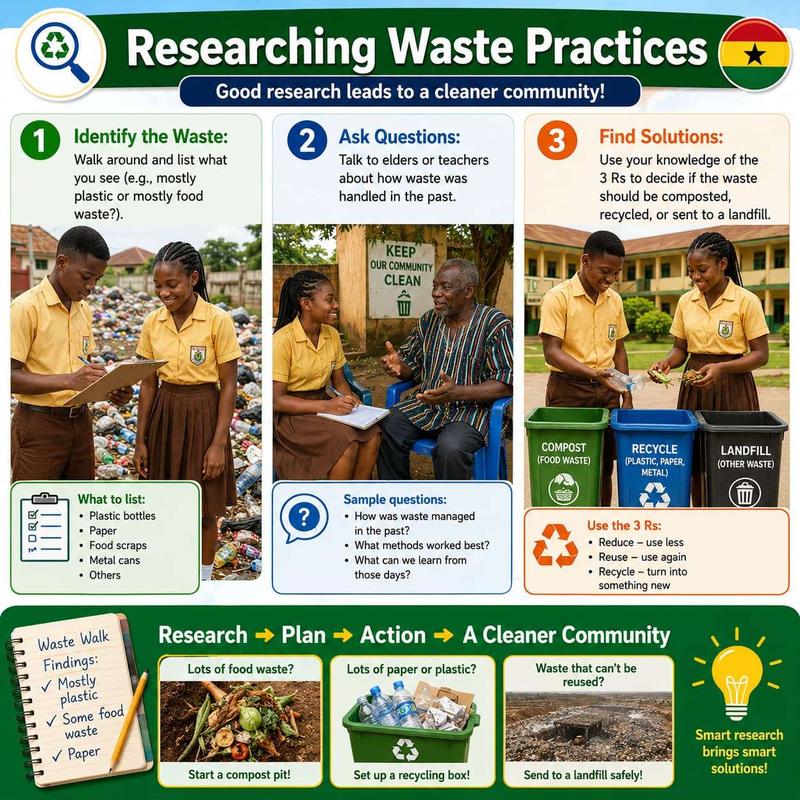 Researching Waste Practices
Good research leads to a cleaner community!
1 Identify the Waste:
Walk around and list what
you see (e.g., mostly
plastic or mostly food
waste?).
What to list:
• Plastic bottles
• Paper
• Food scraps
• Metal cans
• Others
2 Ask Questions:
Talk to elders or teachers
about how waste was
handled in the past.
KEEP
OUR COMMUNITY
CLEAN
?
Sample questions:
• How was waste managed
in the past?
• What methods worked best?
• What can we learn from
those days?
3 Find Solutions:
Use your knowledge of the
3 Rs to decide if the waste
should be composted,
recycled, or sent to a landfill.
COMPOST
(FOOD WASTE)
RECYCLE
(PLASTIC, PAPER,
METAL)
LANDFILL
(OTHER WASTE)
Use the 3 Rs:
• Reduce – use less
• Reuse – use again
• Recycle – turn into
something new
Waste Walk
Findings:
✓ Mostly
plastic
✓ Some food
waste
✓ Paper
Research → Plan → Action → A Cleaner Community
Lots of food waste?
Start a compost pit!
Lots of paper or plastic?
Set up a recycling box!
Waste that can't be
reused?
Send to a landfill safely!
Smart research
brings smart
solutions!